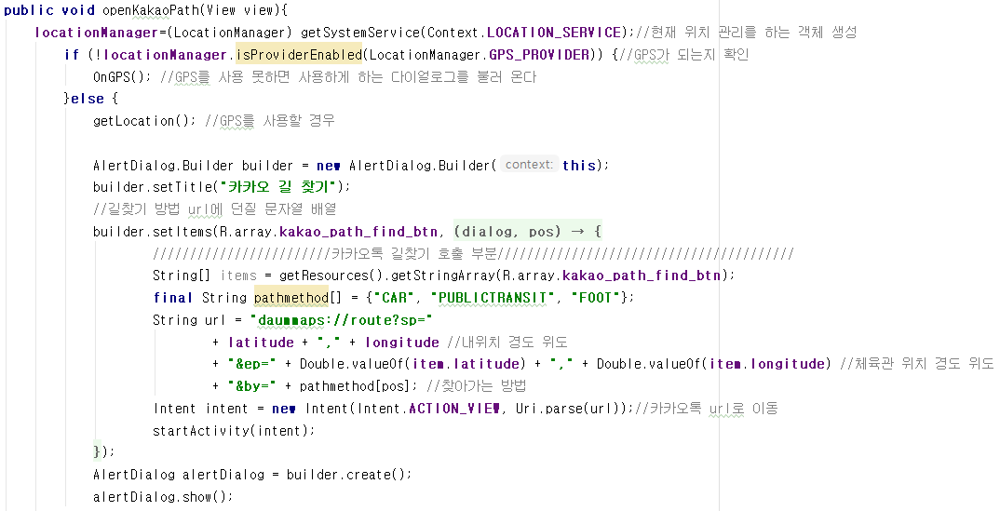 public void openKakaoPath(View view){
locationManager=(LocationManager) getSystemService(Context.LOCATION_SERVICE);//현재 위치 관리를 하는 객체 생성
if (!locationManager.isProviderEnabled(LocationManager.GPS_PROVIDER)) {//GPS가 되는지 확인
OnGPS(); //GPS를 사용 못하면 사용하게 하는 다이얼로그를 불러 온다
}else {
getLocation(); //GPS를 사용할 경우
AlertDialog.Builder builder = new AlertDialog.Builder( context: this);
builder.setTitle("카카오 길 찾기");
//길찾기 방법 url에 던질 문자열 배열
builder.setItems(R.array.kakao_path_find_btn, (dialog, pos) → {
////////////////////////카카오톡 길찾기 호출 부분////////////////////////////////////////
String[] items = getResources().getStringArray(R.array.kakao_path_find_btn);
final String pathmethod[] = {"CAR", "PUBLICTRANSIT", "FOOT"};
String url = "daummaps://route?sp="
+ latitude + "," + longitude //내위치 경도 위도
+ "&ep=" + Double.valueOf(item.latitude) + "," + Double.valueOf(item.longitude) //체육관 위치 경도 위도
+ "&by=" + pathmethod[pos]; //찾아가는 방법
Intent intent = new Intent(Intent.ACTION_VIEW, Uri.parse(url));//카카오톡 url로 이동
startActivity(intent);
});
AlertDialog alertDialog = builder.create();
alertDialog.show();